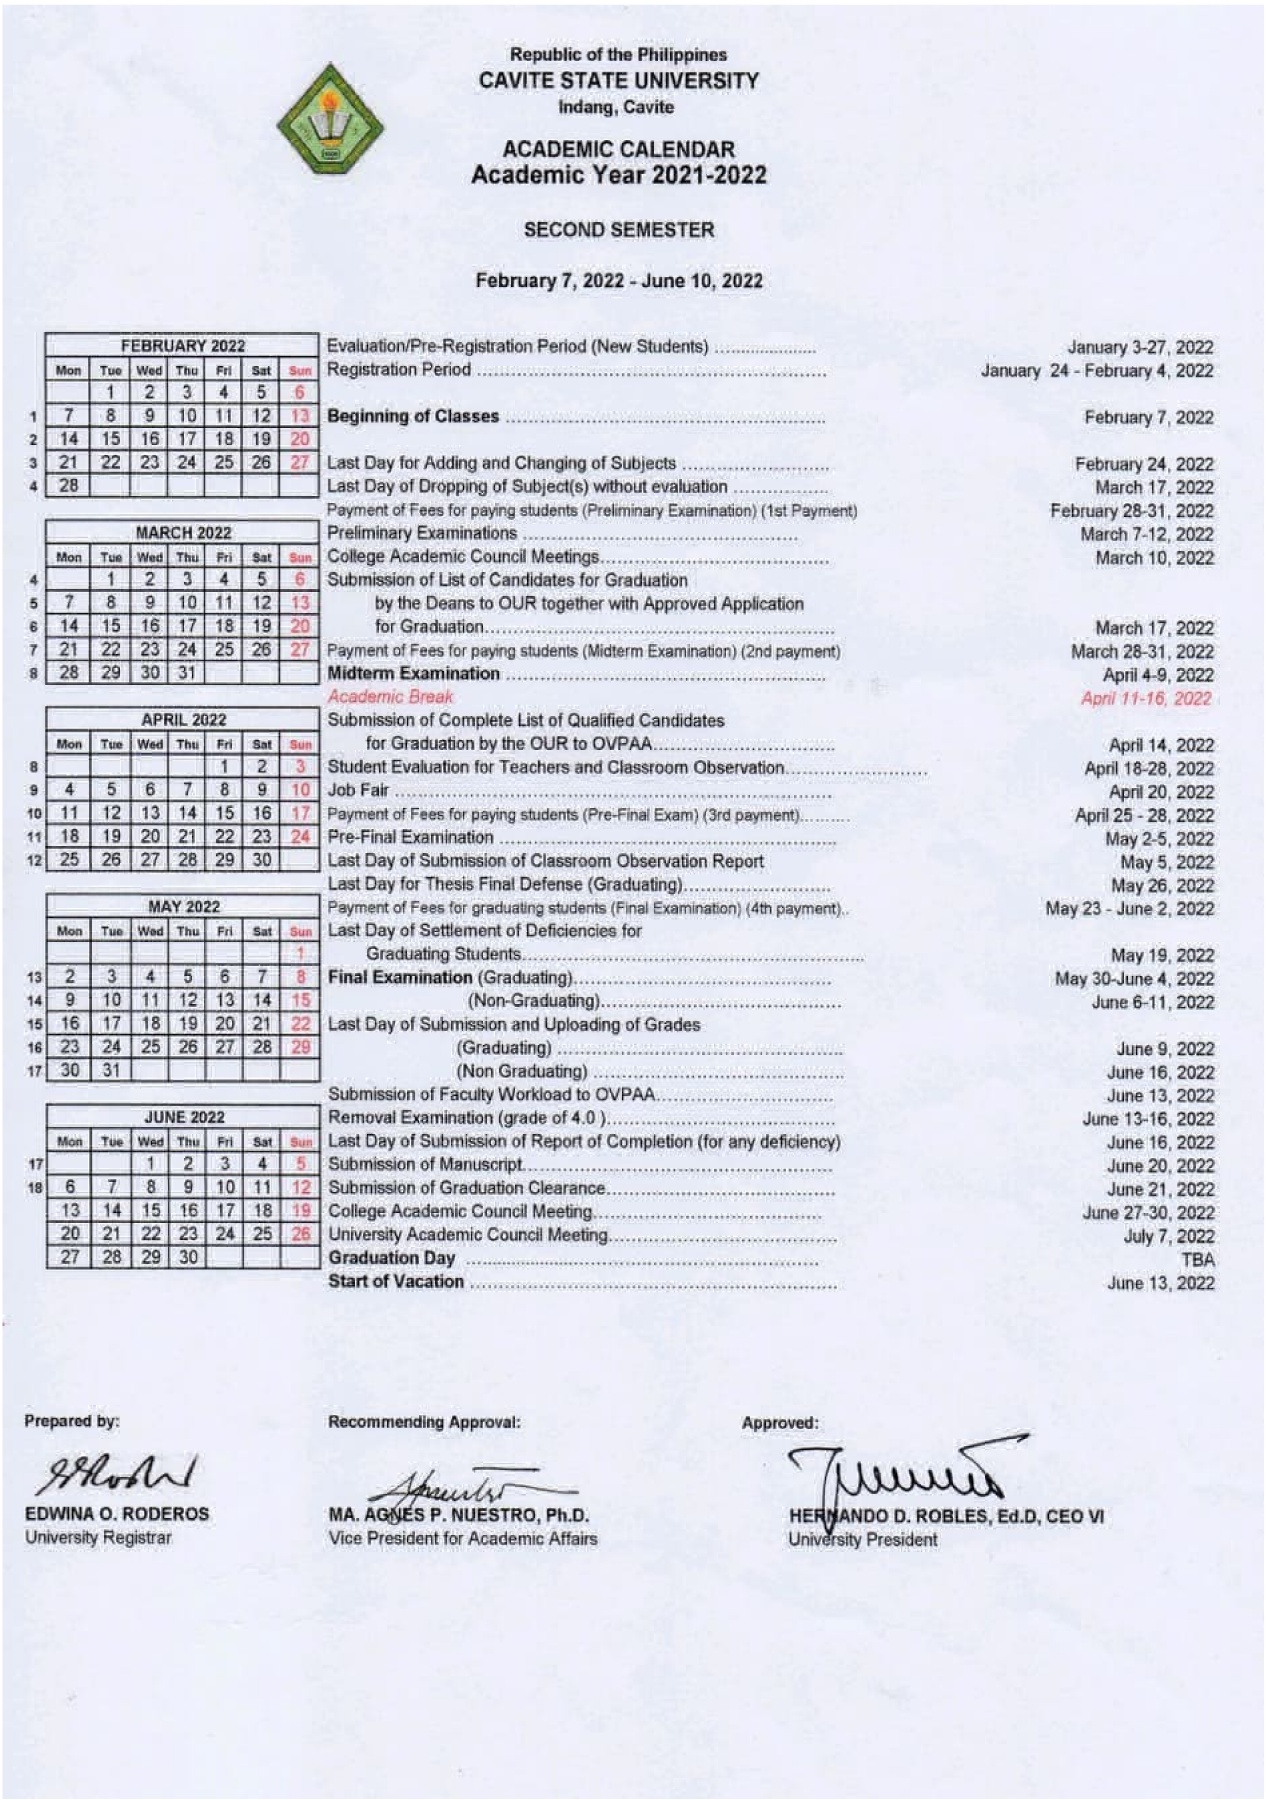 Republic of the Philippines
CAVITE STATE UNIVERSITY
Indang, Cavite
ACADEMIC CALENDAR
Academic Year 2021-2022
SECOND SEMESTER
February 7, 2022 - June 10, 2022
FEBRUARY 2022
Mon Tue Wed Thu Fri Sat Sun
1 2 3 4 5 6
1 7 8 9 10 11 12 13
2 14 15 16 17 18 19 20
3 21 22 23 24 25 26 27
4 28
MARCH 2022
Mon Tue Wed Thu Fri Sat Sun
4 1 2 3 4 5 6
5 7 8 9 10 11 12 13
6 14 15 16 17 18 19 20
7 21 22 23 24 25 26 27
8 28 29 30 31
APRIL 2022
Mon Tue Wed Thu Fri Sat Sun
8 1 2 3
9 4 5 6 7 8 9 10
10 11 12 13 14 15 16 17
11 18 19 20 21 22 23 24
12 25 26 27 28 29 30
MAY 2022
Mon Tue Wed Thu Fri Sat Sun
1
13 2 3 4 5 6 7 8
14 9 10 11 12 13 14 15
15 16 17 18 19 20 21 22
16 23 24 25 26 27 28 29
17 30 31
JUNE 2022
Mon Tue Wed Thu Fri Sat Sun
17 1 2 3 4 5
18 6 7 8 9 10 11 12
13 14 15 16 17 18 19
20 21 22 23 24 25 26
27 28 29 30
Evaluation/Pre-Registration Period (New Students) ..................... January 3-27, 2022
Registration Period ..................... January 24 - February 4, 2022
Beginning of Classes ..................... February 7, 2022
Last Day for Adding and Changing of Subjects ..................... February 24, 2022
Last Day of Dropping of Subject(s) without evaluation ..................... March 17, 2022
Payment of Fees for paying students (Preliminary Examination) (1st Payment) February 28-31, 2022
Preliminary Examinations ..................... March 7-12, 2022
College Academic Council Meetings..................... March 10, 2022
Submission of List of Candidates for Graduation
by the Deans to OUR together with Approved Application
for Graduation..................... March 17, 2022
Payment of Fees for paying students (Midterm Examination) (2nd payment) March 28-31, 2022
Midterm Examination ..................... April 4-9, 2022
Academic Break April 11-16, 2022
Submission of Complete List of Qualified Candidates
for Graduation by the OUR to OVPAA..................... April 14, 2022
Student Evaluation for Teachers and Classroom Observation..................... April 18-28, 2022
Job Fair ..................... April 20, 2022
Payment of Fees for paying students (Pre-Final Exam) (3rd payment).......... April 25 - 28, 2022
Pre-Final Examination ..................... May 2-5, 2022
Last Day of Submission of Classroom Observation Report May 5, 2022
Last Day for Thesis Final Defense (Graduating)..................... May 26, 2022
Payment of Fees for graduating students (Final Examination) (4th payment).. May 23 - June 2, 2022
Last Day of Settlement of Deficiencies for
Graduating Students..................... May 19, 2022
Final Examination (Graduating)..................... May 30-June 4, 2022
(Non-Graduating)..................... June 6-11, 2022
Last Day of Submission and Uploading of Grades
(Graduating) ..................... June 9, 2022
(Non Graduating) ..................... June 16, 2022
Submission of Faculty Workload to OVPAA..................... June 13, 2022
Removal Examination (grade of 4.0 )..................... June 13-16, 2022
Last Day of Submission of Report of Completion (for any deficiency) June 16, 2022
Submission of Manuscript..................... June 20, 2022
Submission of Graduation Clearance..................... June 21, 2022
College Academic Council Meeting..................... June 27-30, 2022
University Academic Council Meeting..................... July 7, 2022
Graduation Day ..................... TBA
Start of Vacation ..................... June 13, 2022
Prepared by:
EDWINA O. RODEROS
University Registrar
Recommending Approval:
MA. AGNES P. NUESTRO, Ph.D.
Vice President for Academic Affairs
Approved:
HERNANDO D. ROBLES, Ed.D, CEO VI
University President